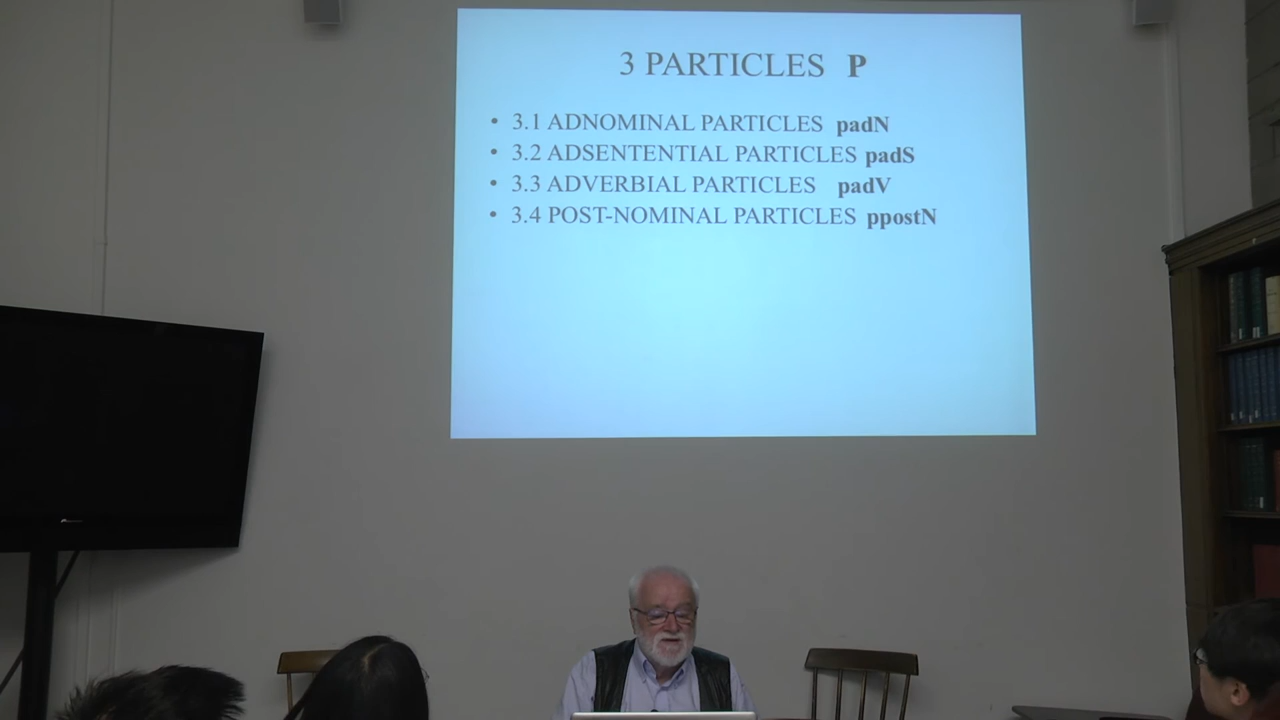 3 PARTICLES P
• 3.1 ADNOMINAL PARTICLES padN
• 3.2 ADSENTENTIAL PARTICLES padS
• 3.3 ADVERBIAL PARTICLES padV
• 3.4 POST-NOMINAL PARTICLES ppostN